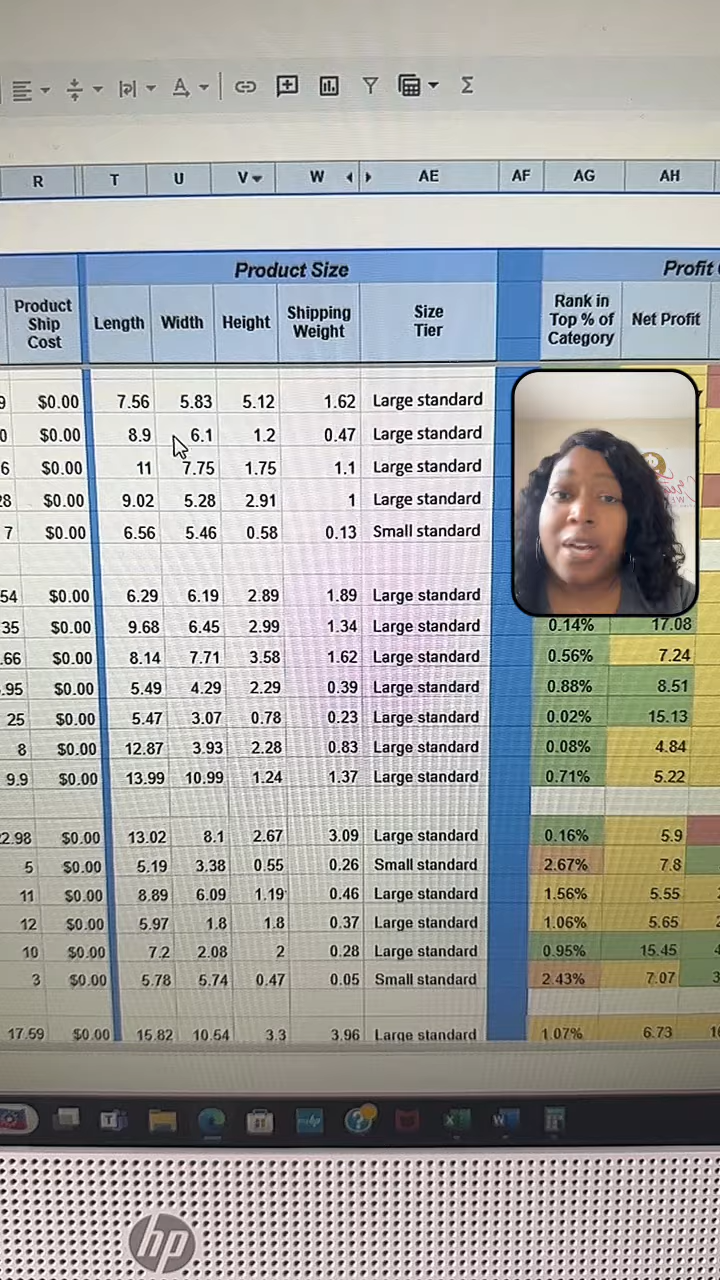 R T U V W AE AF AG AH
Product Size Profit
Product Ship Cost Length Width Height Shipping Weight Size Tier Rank in Top % of Category Net Profit
9 $0.00 7.56 5.83 5.12 1.62 Large standard
0 $0.00 8.9 6.1 1.2 0.47 Large standard
6 $0.00 11 7.75 1.75 1.1 Large standard
28 $0.00 9.02 5.28 2.91 1 Large standard
7 $0.00 6.56 5.46 0.58 0.13 Small standard
54 $0.00 6.29 6.19 2.89 1.89 Large standard
35 $0.00 9.68 6.45 2.99 1.34 Large standard 0.14% 17.08
.66 $0.00 8.14 7.71 3.58 1.62 Large standard 0.56% 7.24
.95 $0.00 5.49 4.29 2.29 0.39 Large standard 0.88% 8.51
25 $0.00 5.47 3.07 0.78 0.23 Large standard 0.02% 15.13
8 $0.00 12.87 3.93 2.28 0.83 Large standard 0.08% 4.84
9.9 $0.00 13.99 10.99 1.24 1.37 Large standard 0.71% 5.22
2.98 $0.00 13.02 8.1 2.67 3.09 Large standard 0.16% 5.9
5 $0.00 5.19 3.38 0.55 0.26 Small standard 2.67% 7.8
11 $0.00 8.89 6.09 1.19 0.46 Large standard 1.56% 5.55
12 $0.00 5.97 1.8 1.8 0.37 Large standard 1.06% 5.65
10 $0.00 7.2 2.08 2 0.28 Large standard 0.95% 15.45
3 $0.00 5.78 5.74 0.47 0.05 Small standard 2.43% 7.07
17.59 $0.00 15.82 10.54 3.3 3.96 Large standard 1.07% 6.73
hp